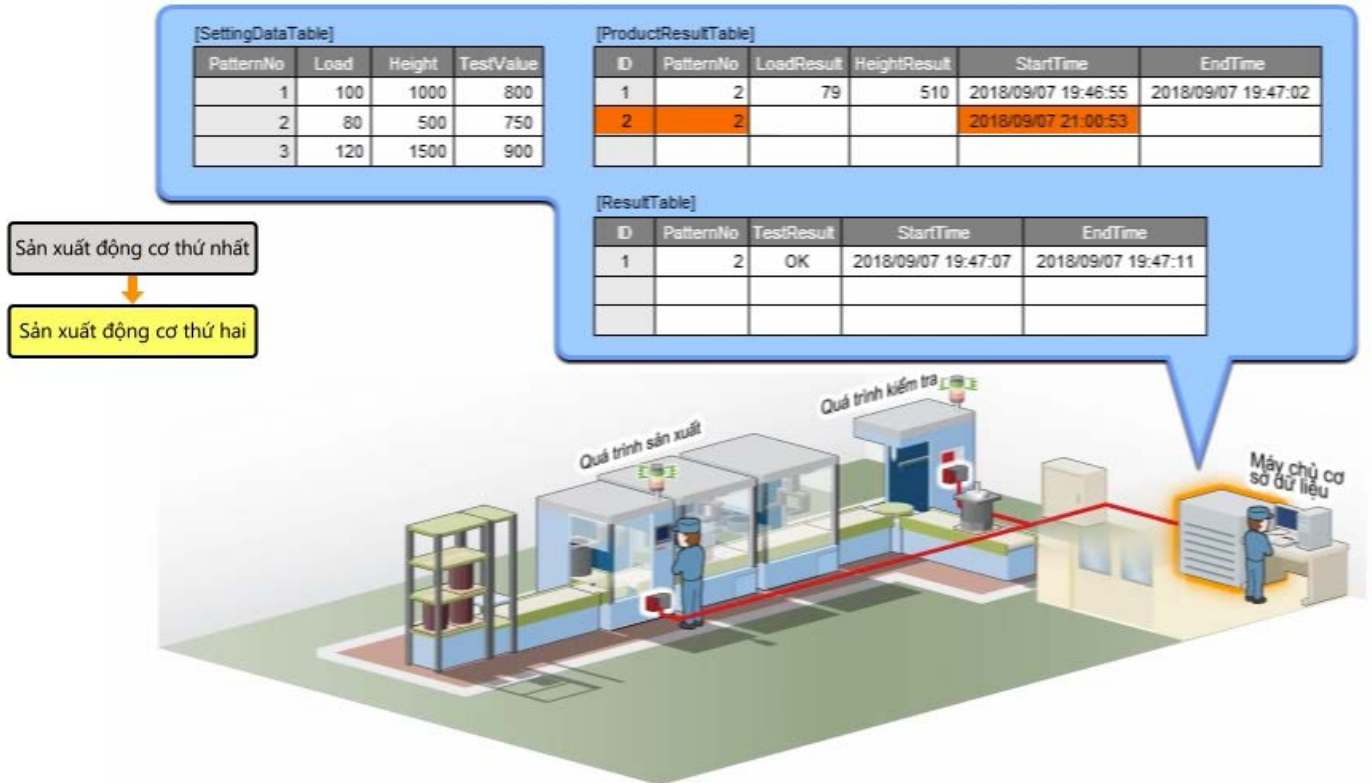 [SettingDataTable]
PatternNo Load Height TestValue
1 100 1000 800
2 80 500 750
3 120 1500 900
[ProductResultTable]
ID PatternNo LoadResult HeightResult StartTime EndTime
1 2 79 510 2018/09/07 19:46:55 2018/09/07 19:47:02
2 2 2018/09/07 21:00:53
[ResultTable]
ID PatternNo TestResult StartTime EndTime
1 2 OK 2018/09/07 19:47:07 2018/09/07 19:47:11
Sản xuất động cơ thứ nhất
Sản xuất động cơ thứ hai
Quá trình sản xuất
Quá trình kiểm tra
Máy chủ cơ
sở dữ liệu